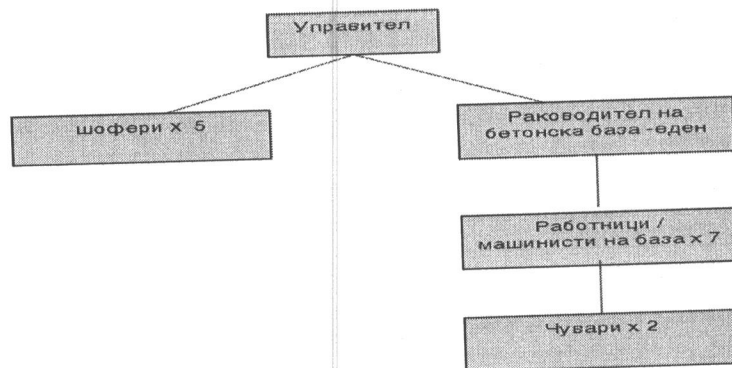 Управител
шофери х 5
Раководител на
бетонска база -еден
Работници /
машинисти на база х 7
Чувари х 2